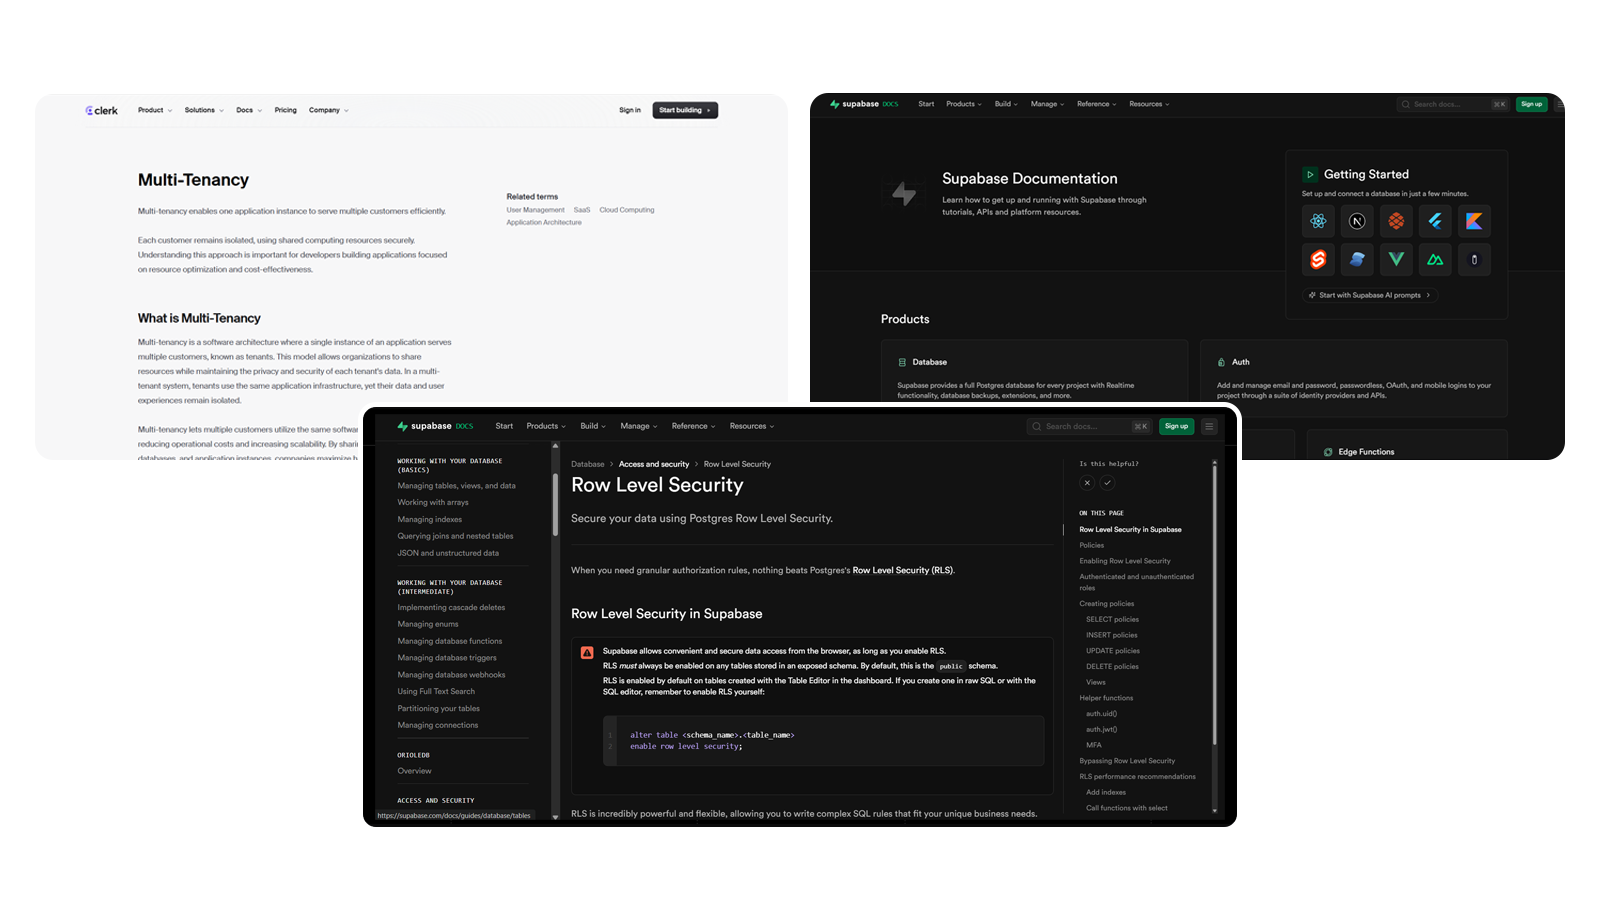 clerk
Product Solutions Docs Pricing Company
Sign in Start building
Multi-Tenancy
Multi-tenancy enables one application instance to serve multiple customers efficiently.
Each customer remains isolated, using shared computing resources securely.
Understanding this approach is important for developers building applications focused
on resource optimization and cost-effectiveness.
Related terms
User Management SaaS Cloud Computing
Application Architecture
What is Multi-Tenancy
Multi-tenancy is a software architecture where a single instance of an application serves
multiple customers, known as tenants. This model allows organizations to share
resources while maintaining the privacy and security of each tenant's data. In a multi-
tenant system, tenants use the same application infrastructure, yet their data and user
experiences remain isolated.
Multi-tenancy lets multiple customers utilize the same softwar
reducing operational costs and increasing scalability. By sharin
databases, and application instances, companies maximize
supabase DOCS
Start Products Build Manage Reference Resources
Search docs... ⌘K Sign up
Supabase Documentation
Learn how to get up and running with Supabase through
tutorials, APIs and platform resources.
Getting Started
Set up and connect a database in just a few minutes.
N
Start with Supabase AI prompts
Products
Database
Supabase provides a full Postgres database for every project with Realtime
functionality, database backups, extensions, and more.
Auth
Add and manage email and password, passwordless, OAuth, and mobile logins to your
project through a suite of identity providers and APIs.
Edge Functions
supabase DOCS
Start Products Build Manage Reference Resources
Search docs... ⌘K Sign up
WORKING WITH YOUR DATABASE
(BASICS)
Managing tables, views, and data
Working with arrays
Managing indexes
Querying joins and nested tables
JSON and unstructured data
WORKING WITH YOUR DATABASE
(INTERMEDIATE)
Implementing cascade deletes
Managing enums
Managing database functions
Managing database triggers
Managing database webhooks
Using Full Text Search
Partitioning your tables
Managing connections
ORIOLEDB
Overview
ACCESS AND SECURITY
https://supabase.com/docs/guides/database/tables
Database > Access and security > Row Level Security
Row Level Security
Secure your data using Postgres Row Level Security.
When you need granular authorization rules, nothing beats Postgres's Row Level Security (RLS).
Row Level Security in Supabase
Supabase allows convenient and secure data access from the browser, as long as you enable RLS.
RLS must always be enabled on any tables stored in an exposed schema. By default, this is the public schema.
RLS is enabled by default on tables created with the Table Editor in the dashboard. If you create one in raw SQL or with the
SQL editor, remember to enable RLS yourself:
1 alter table <schema_name>.<table_name>
2 enable row level security;
RLS is incredibly powerful and flexible, allowing you to write complex SQL rules that fit your unique business needs.
Is this helpful?
ON THIS PAGE
Row Level Security in Supabase
Policies
Enabling Row Level Security
Authenticated and unauthenticated
roles
Creating policies
SELECT policies
INSERT policies
UPDATE policies
DELETE policies
Views
Helper functions
auth.uid()
auth.jwt()
MFA
Bypassing Row Level Security
RLS performance recommendations
Add indexes
Call functions with select